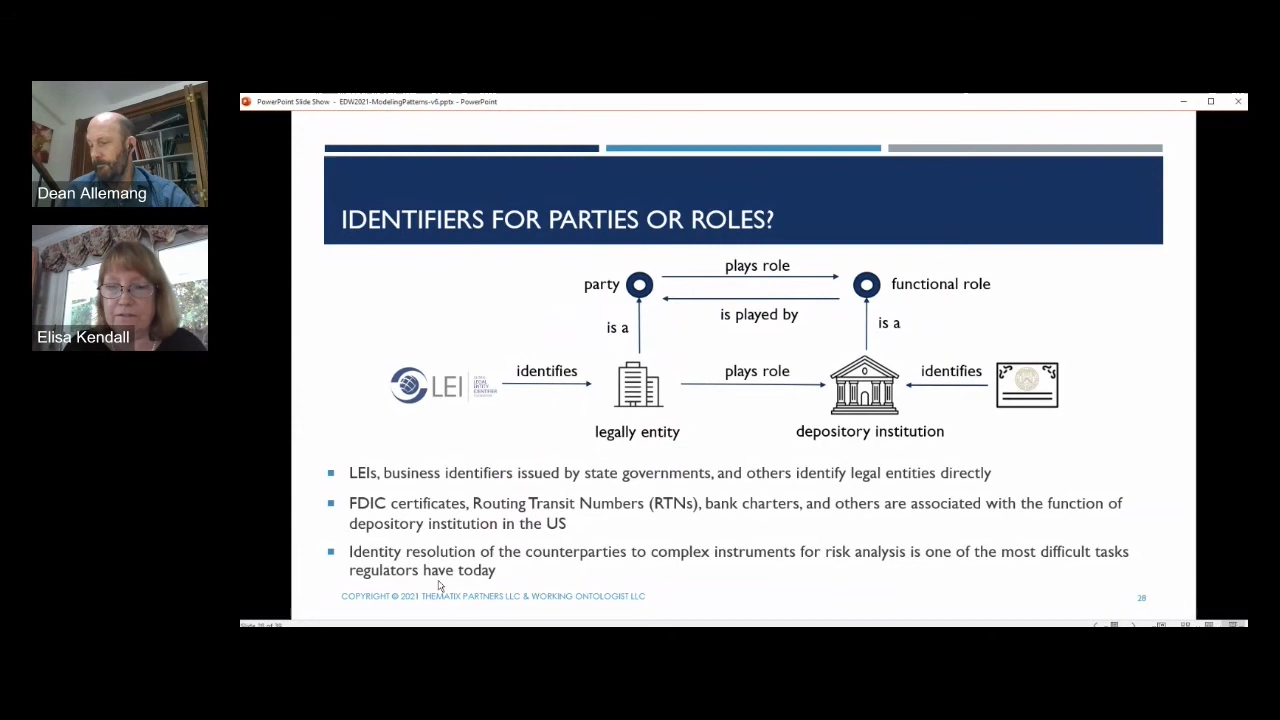 PowerPoint Slide Show - EDW2021-ModelingPatterns-v6.pptx - PowerPoint
Dean Allemang
Elisa Kendall
IDENTIFIERS FOR PARTIES OR ROLES?
plays role
party
functional role
is played by
is a
is a
identifies
plays role
identifies
LEI
legally entity
depository institution
LEIs, business identifiers issued by state governments, and others identify legal entities directly
FDIC certificates, Routing Transit Numbers (RTNs), bank charters, and others are associated with the function of
depository institution in the US
Identity resolution of the counterparties to complex instruments for risk analysis is one of the most difficult tasks
regulators have today
COPYRIGHT © 2021 THEMATIX PARTNERS LLC & WORKING ONTOLOGIST LLC
28